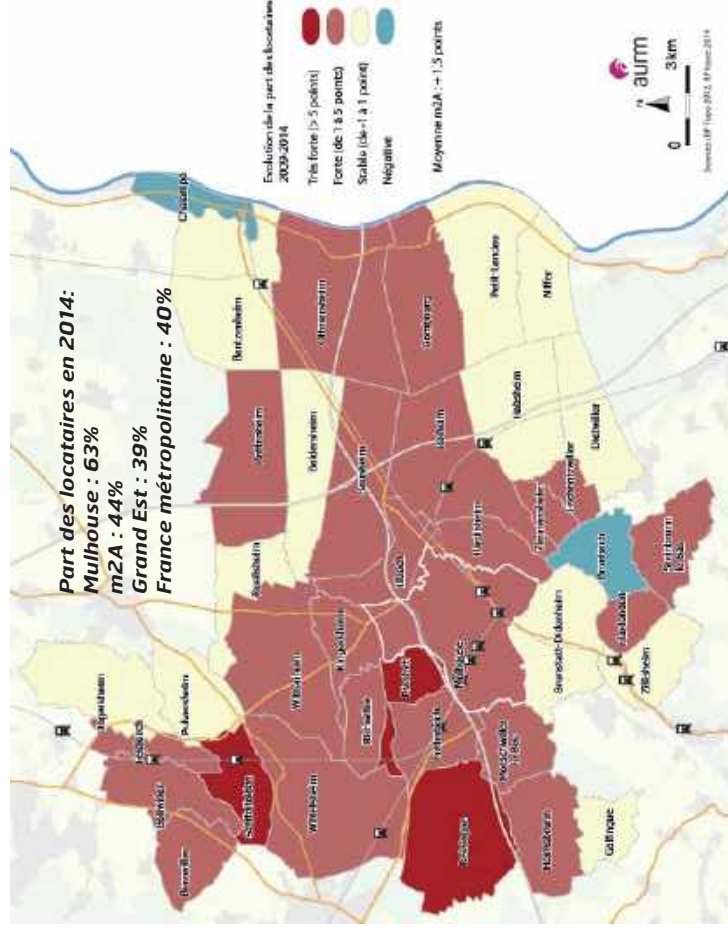 Part des locataires en 2014:
Mulhouse : 63%
m2A : 44%
Grand Est : 39%
France métropolitaine : 40%
Evolution de la part des locataires
2009-2014
Très forte (> 5 points)
Forte (de 1 à 5 points)
Stable (de -1 à 1 point)
Négative
Moyenne m2A : + 1,5 points
aurm
N
0 3km
Chalampé
Bantzenheim
Ottmarsheim
Hombourg
Petit-Landau
Niffer
Battenheim
Baldersheim
Sausheim
Rixheim
Habsheim
Dietwiller
Ruelisheim
Illzach
Riedisheim
Zimmersheim
Eschentzwiller
Bruebach
Steinbrunn
le Bas
Flaxlanden
Zillisheim
Brunstatt-Didenheim
Mulhouse
Kingersheim
Wittenheim
Pulversheim
Richwiller
Pfastatt
Lutterbach
Morschwiller
le Bas
Reiningue
Heimsbrunn
Galfingue
Wittelsheim
Staffelfelden
Feldkirch
Bollwiller
Berrwiller